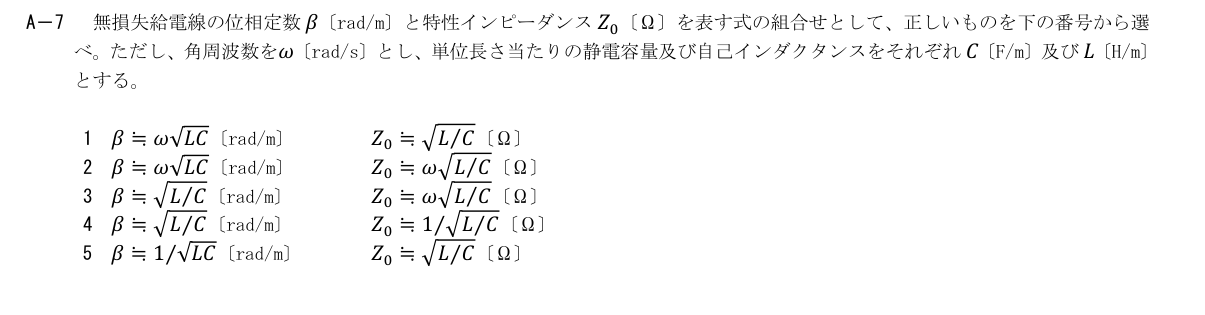 A－7　無損失給電線の位相定数 β〔rad/m〕と特性インピーダンス Z₀〔Ω〕を表す式の組合せとして、正しいものを下の番号から選
べ。ただし、角周波数をω〔rad/s〕とし、単位長さ当たりの静電容量及び自己インダクタンスをそれぞれ C〔F/m〕及び L〔H/m〕
とする。
1　β ≒ ω√LC〔rad/m〕　Z₀ ≒ √L/C〔Ω〕
2　β ≒ ω√LC〔rad/m〕　Z₀ ≒ ω√L/C〔Ω〕
3　β ≒ √L/C〔rad/m〕　Z₀ ≒ ω√L/C〔Ω〕
4　β ≒ √L/C〔rad/m〕　Z₀ ≒ 1/√L/C〔Ω〕
5　β ≒ 1/√LC〔rad/m〕　Z₀ ≒ √L/C〔Ω〕